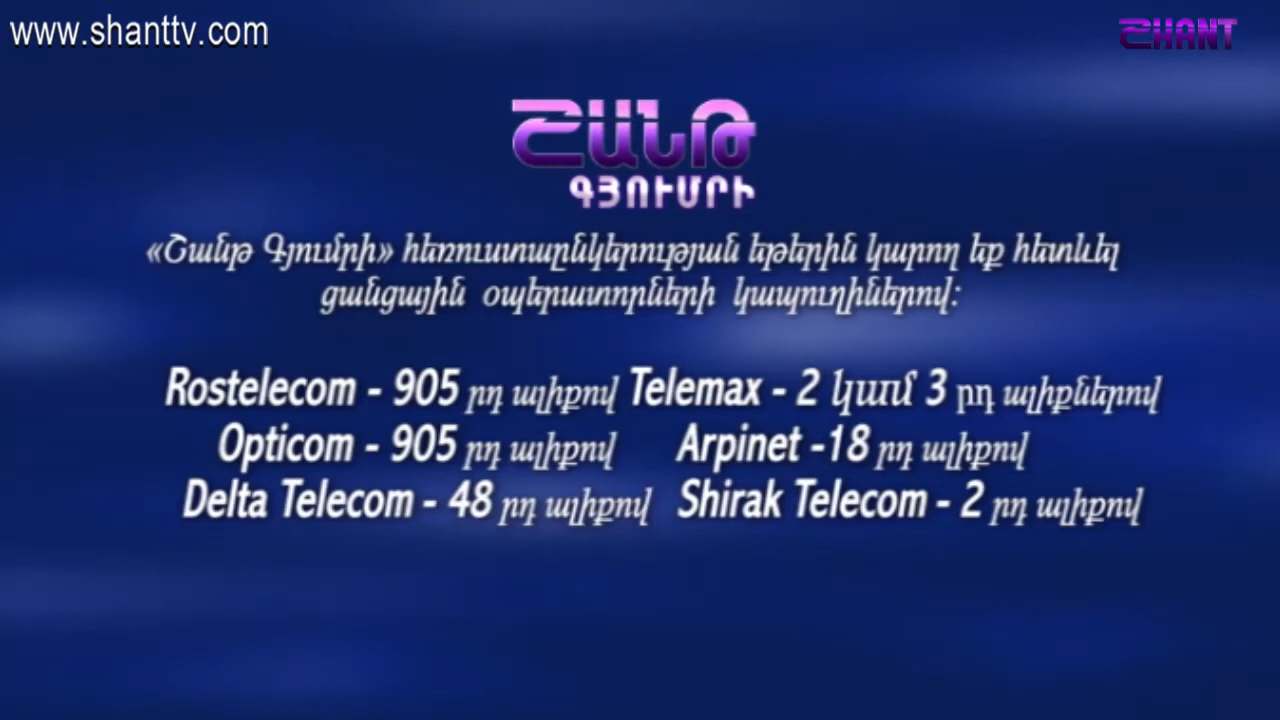 www.shanttv.com
SHANT
ՇԱՆԹ
ԳՅՈՒՄՐԻ
«Շանթ Գյումրի» հեռուստաընկերության եթերին կարող եք հետևել
ցանցային օպերատորների կապուղիներով:
Rostelecom - 905 րդ ալիքով Telemax - 2 կամ 3 րդ ալիքներով
Opticom - 905 րդ ալիքով Arpinet -18 րդ ալիքով
Delta Telecom - 48 րդ ալիքով Shirak Telecom - 2 րդ ալիքով